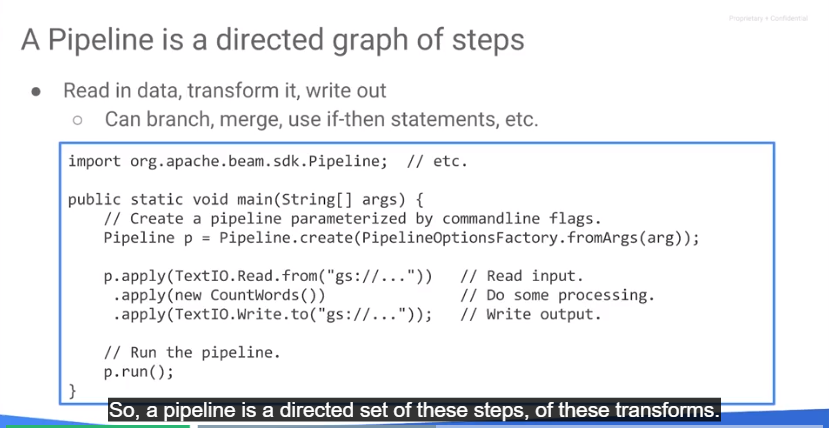 Proprietary + Confidential
A Pipeline is a directed graph of steps
● Read in data, transform it, write out
○ Can branch, merge, use if-then statements, etc.
import org.apache.beam.sdk.Pipeline; // etc.
public static void main(String[] args) {
// Create a pipeline parameterized by commandline flags.
Pipeline p = Pipeline.create(PipelineOptionsFactory.fromArgs(arg));
p.apply(TextIO.Read.from("gs://...")) // Read input.
.apply(new CountWords()) // Do some processing.
.apply(TextIO.Write.to("gs://...")); // Write output.
// Run the pipeline.
p.run();
}
So, a pipeline is a directed set of these steps, of these transforms.